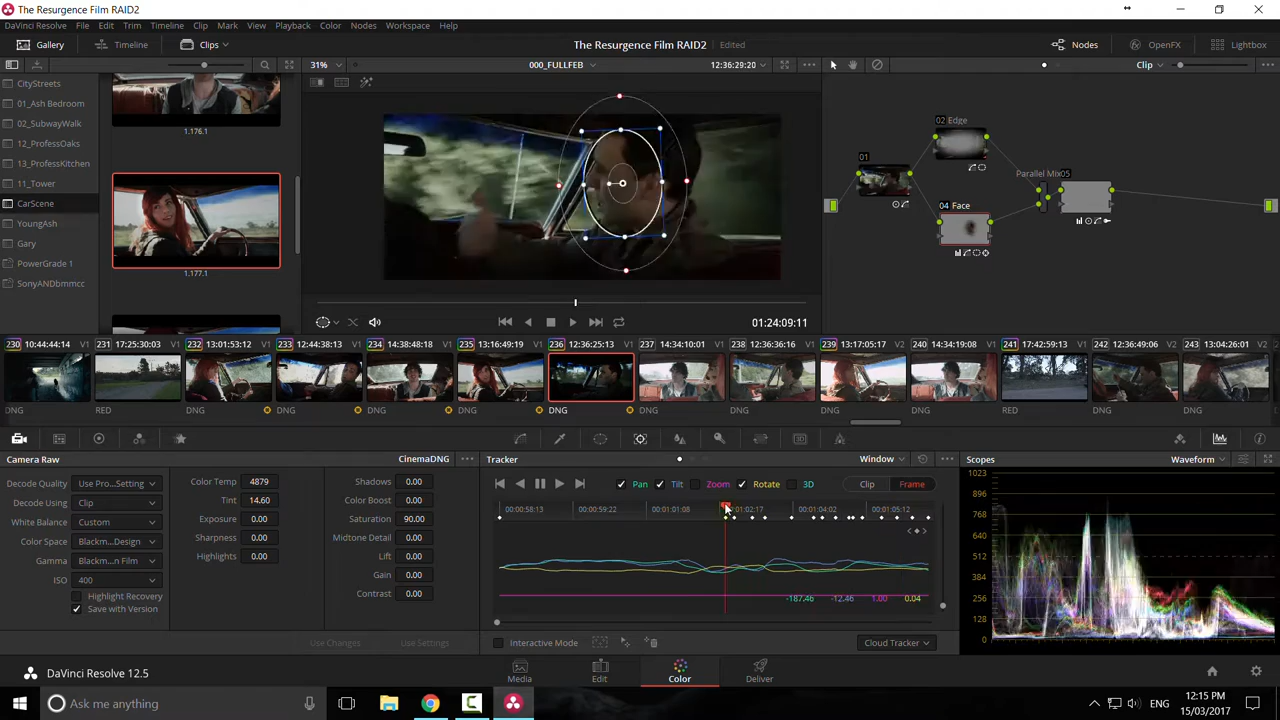 The Resurgence Film RAID2
DaVinci Resolve File Edit Trim Timeline Clip Mark View Playback Color Nodes Workspace Help
Gallery Timeline Clips The Resurgence Film RAID2 Edited Nodes OpenFX Lightbox
31% 000_FULLFEB 12:36:29:20 Clip
CityStreets
01_Ash Bedroom
02_SubwayWalk
12_ProfessOaks
13_ProfessKitchen
11_Tower
CarScene
YoungAsh
Gary
PowerGrade 1
SonyANDbmmcc
1.176.1
1.177.1
01
02 Edge
Parallel Mix05
04 Face
01:24:09:11
230 10:44:44:14 V1 231 17:25:30:03 V1 232 13:01:53:12 V1 233 12:44:38:13 V1 234 14:38:48:18 V1 235 13:16:49:19 V1 236 12:36:25:13 V1 237 14:34:10:01 V1 238 12:36:36:16 V1 239 13:17:05:17 V1 240 14:34:19:08 V1 241 17:42:59:13 V1 242 12:36:49:06 V1 243 13:04:26:01 V1
DNG RED DNG DNG DNG DNG DNG DNG DNG DNG DNG RED DNG DNG
Camera Raw CinemaDNG
Decode Quality Use Pro...Setting
Decode Using Clip
White Balance Custom
Color Space Blackm...Design
Gamma Blackm...n Film
ISO 400
Highlight Recovery
Save with Version
Color Temp 4879
Tint 14.60
Exposure 0.00
Sharpness 0.00
Highlights 0.00
Shadows 0.00
Color Boost 0.00
Saturation 90.00
Midtone Detail 0.00
Lift 0.00
Gain 0.00
Contrast 0.00
Use Changes Use Settings
Tracker Window
Pan Tilt Zoom Rotate 3D Clip Frame
00:00:58:13 00:00:59:22 00:01:01:08 00:01:02:17 00:01:04:02 00:01:05:12
-187.46 -12.46 1.00 0.04
Interactive Mode Cloud Tracker
Scopes Waveform
1023
896
768
640
512
384
256
128
0
DaVinci Resolve 12.5 Media Edit Color Deliver
Ask me anything ENG 12:15 PM
15/03/2017